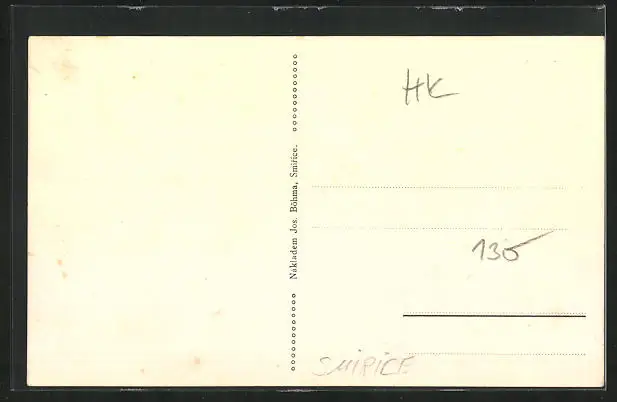 Nákladem Jos. Böhma, Smiřice.
HK
130
SMIŘICE